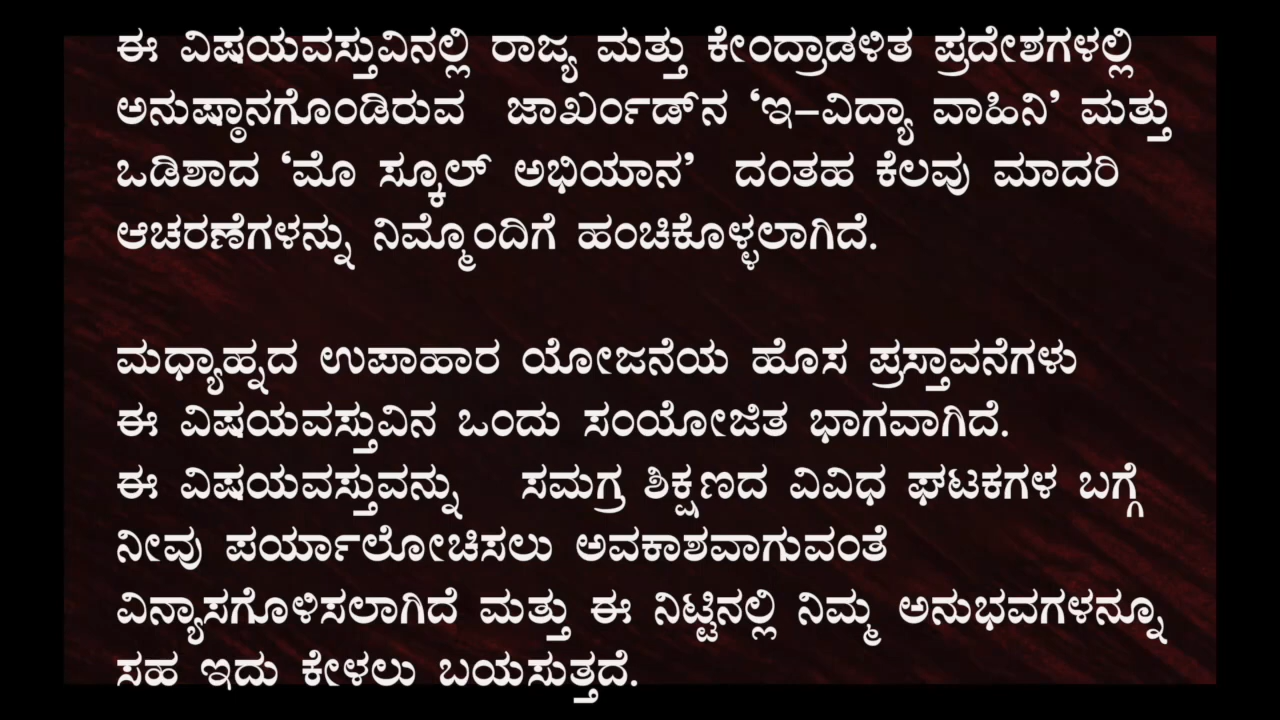 ಈ ವಿಷಯವಸ್ತುವಿನಲ್ಲಿ ರಾಜ್ಯ ಮತ್ತು ಕೇಂದ್ರಾಡಳಿತ ಪ್ರದೇಶಗಳಲ್ಲಿ
ಅನುಷ್ಠಾನಗೊಂಡಿರುವ ಜಾರ್ಖಂಡ್‌ನ ‘ಇ–ವಿದ್ಯಾ ವಾಹಿನಿ’ ಮತ್ತು
ಒಡಿಶಾದ ‘ಮೊ ಸ್ಕೂಲ್ ಅಭಿಯಾನ’ ದಂತಹ ಕೆಲವು ಮಾದರಿ
ಆಚರಣೆಗಳನ್ನು ನಿಮ್ಮೊಂದಿಗೆ ಹಂಚಿಕೊಳ್ಳಲಾಗಿದೆ.
ಮಧ್ಯಾಹ್ನದ ಉಪಾಹಾರ ಯೋಜನೆಯ ಹೊಸ ಪ್ರಸ್ತಾವನೆಗಳು
ಈ ವಿಷಯವಸ್ತುವಿನ ಒಂದು ಸಂಯೋಜಿತ ಭಾಗವಾಗಿದೆ.
ಈ ವಿಷಯವಸ್ತುವನ್ನು ಸಮಗ್ರ ಶಿಕ್ಷಣದ ವಿವಿಧ ಘಟಕಗಳ ಬಗ್ಗೆ
ನೀವು ಪರ್ಯಾಲೋಚಿಸಲು ಅವಕಾಶವಾಗುವಂತೆ
ವಿನ್ಯಾಸಗೊಳಿಸಲಾಗಿದೆ ಮತ್ತು ಈ ನಿಟ್ಟಿನಲ್ಲಿ ನಿಮ್ಮ ಅನುಭವಗಳನ್ನೂ
ಸಹ ಇದು ಕೇಳಲು ಬಯಸುತ್ತದೆ.